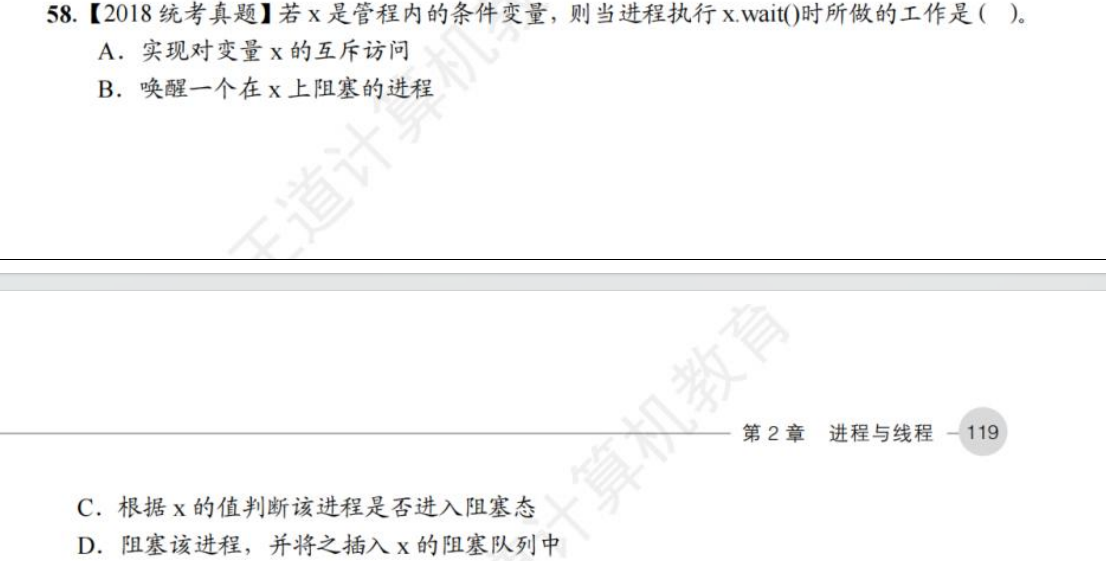 58.【2018 统考真题】若 x 是管程内的条件变量，则当进程执行 x.wait()时所做的工作是（ ）。
A．实现对变量 x 的互斥访问
B．唤醒一个在 x 上阻塞的进程
王道计算机教
第 2 章 进程与线程
119
计算机教育
C．根据 x 的值判断该进程是否进入阻塞态
D．阻塞该进程，并将之插入 x 的阻塞队列中